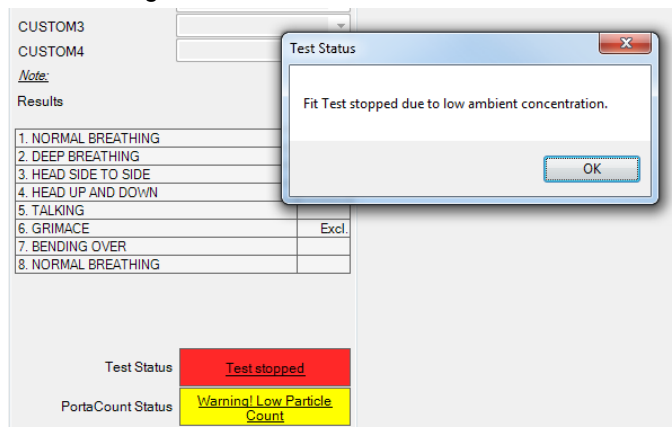 CUSTOM3
CUSTOM4
Note:
Results
Test Status
Fit Test stopped due to low ambient concentration.
OK
1. NORMAL BREATHING
2. DEEP BREATHING
3. HEAD SIDE TO SIDE
4. HEAD UP AND DOWN
5. TALKING
6. GRIMACE Excl.
7. BENDING OVER
8. NORMAL BREATHING
Test Status Test stopped
PortaCount Status Warning! Low Particle
Count